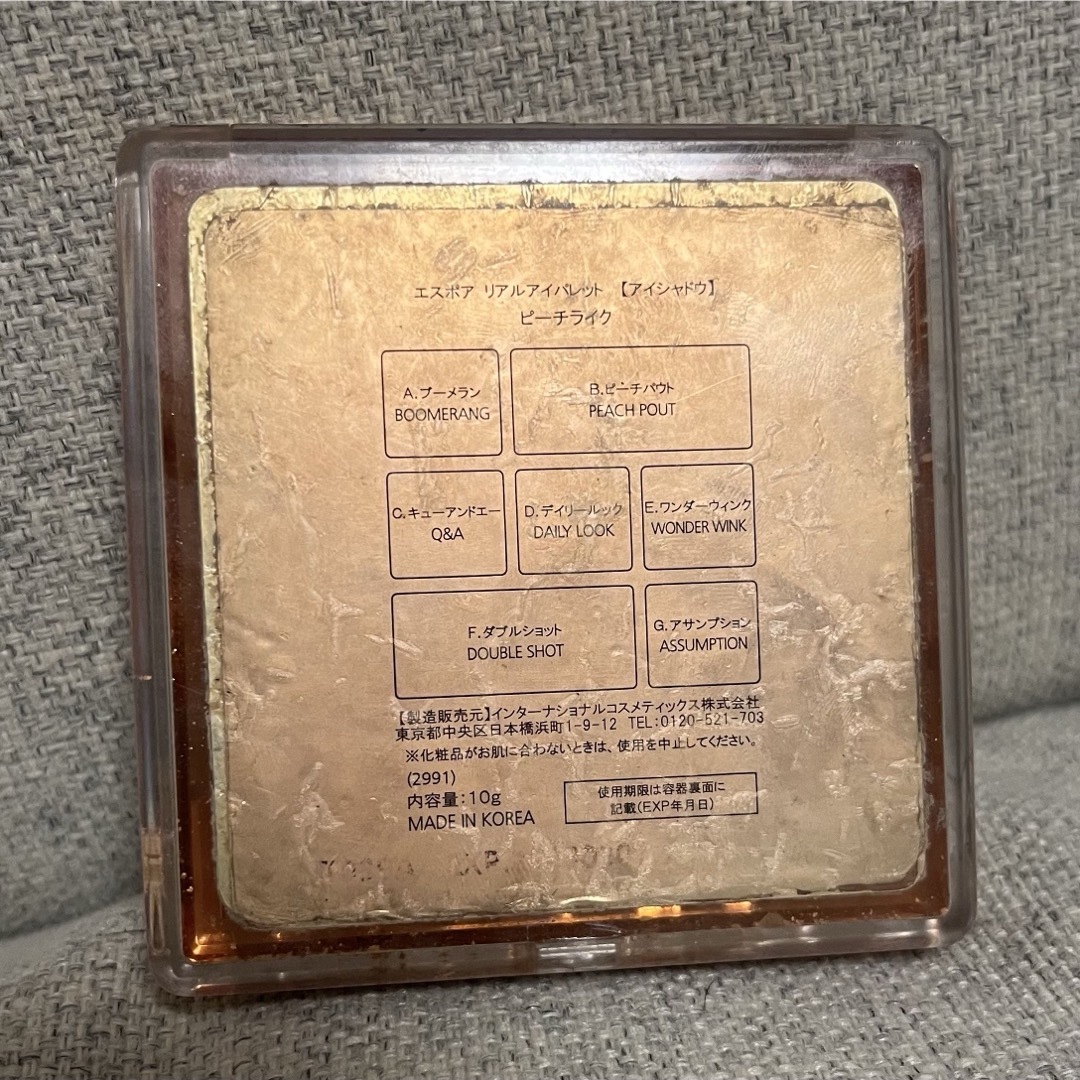 エスポア リアルアイパレット 【アイシャドウ】
ピーチライク
A.ブーメラン
BOOMERANG
B.ピーチパウト
PEACH POUT
C.キューアンドエー
Q&A
D.デイリールック
DAILY LOOK
E.ワンダーウィンク
WONDER WINK
F.ダブルショット
DOUBLE SHOT
G.アサンプション
ASSUMPTION
【製造販売元】インターナショナルコスメティックス株式会社
東京都中央区日本橋浜町1-9-12 TEL:0120-521-703
※化粧品がお肌に合わないときは、使用を中止してください。
(2991)
内容量:10g
MADE IN KOREA
使用期限は容器裏面に
記載(EXP年月日)